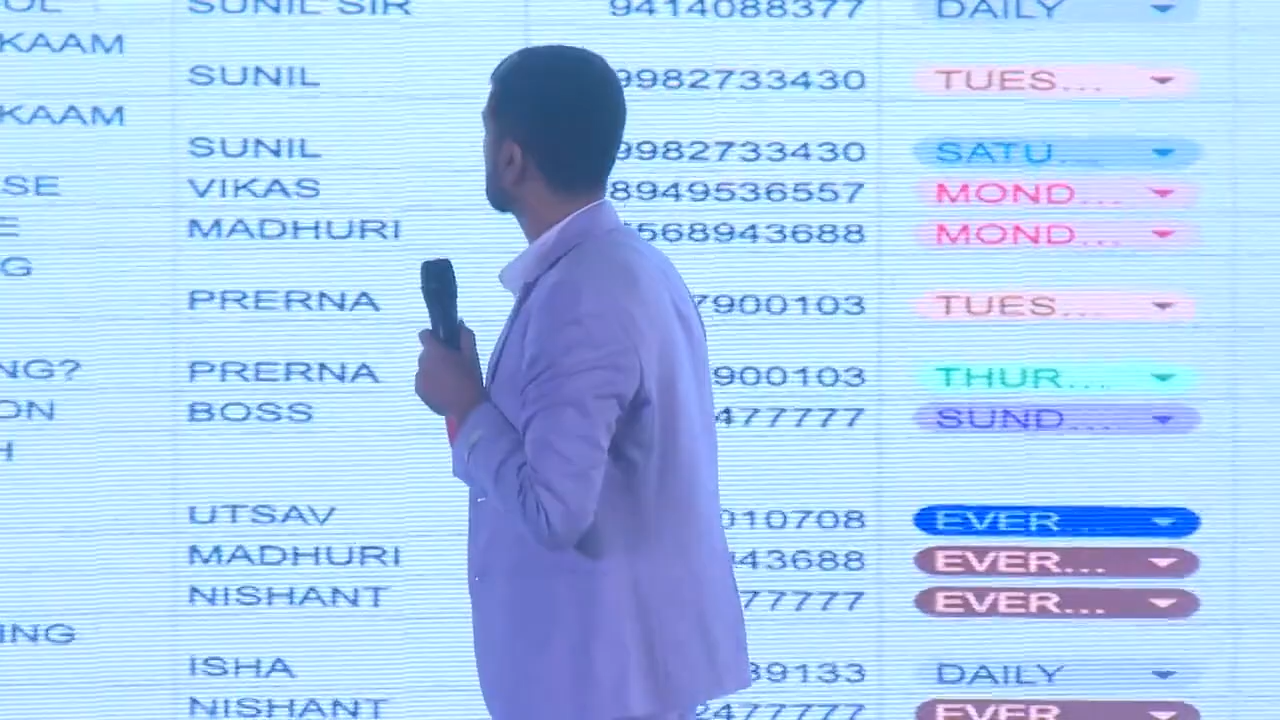 SUNIL SIR 9414088377 DAILY
KAAM
SUNIL 9982733430 TUES...
KAAM
SUNIL 9982733430 SATU...
SE VIKAS 8949536557 MOND...
E MADHURI 568943688 MOND...
G
PRERNA 7900103 TUES...
NG? PRERNA 900103 THUR...
ON BOSS 477777 SUND...
H
UTSAV 010708 EVER...
MADHURI 43688 EVER...
NISHANT 77777 EVER...
ING
ISHA 39133 DAILY
NISHANT 2477777 EVER...